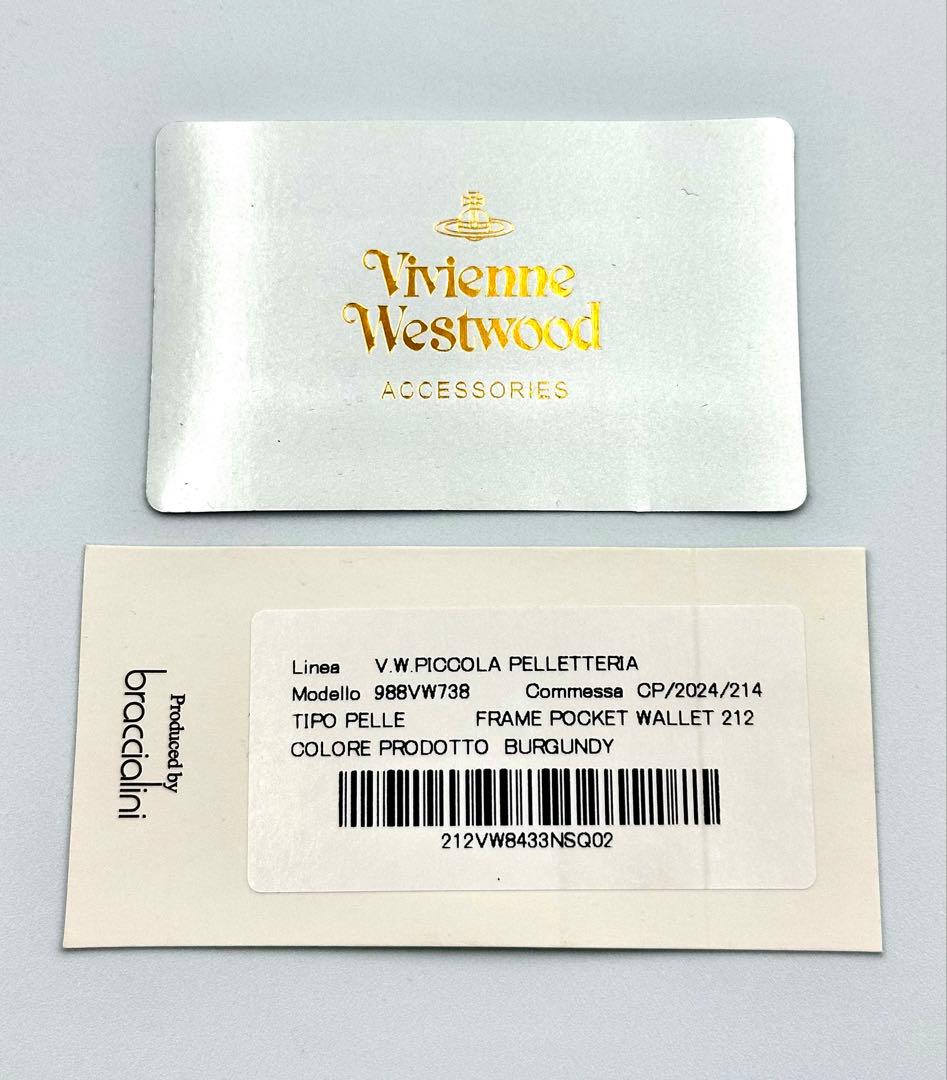 Vivienne
Westwood
ACCESSORIES
Produced by
braccialini
Linea V.W.PICCOLA PELLETTERIA
Modello 988VW738 Commessa CP/2024/214
TIPO PELLE FRAME POCKET WALLET 212
COLORE PRODOTTO BURGUNDY
212VW8433NSQ02